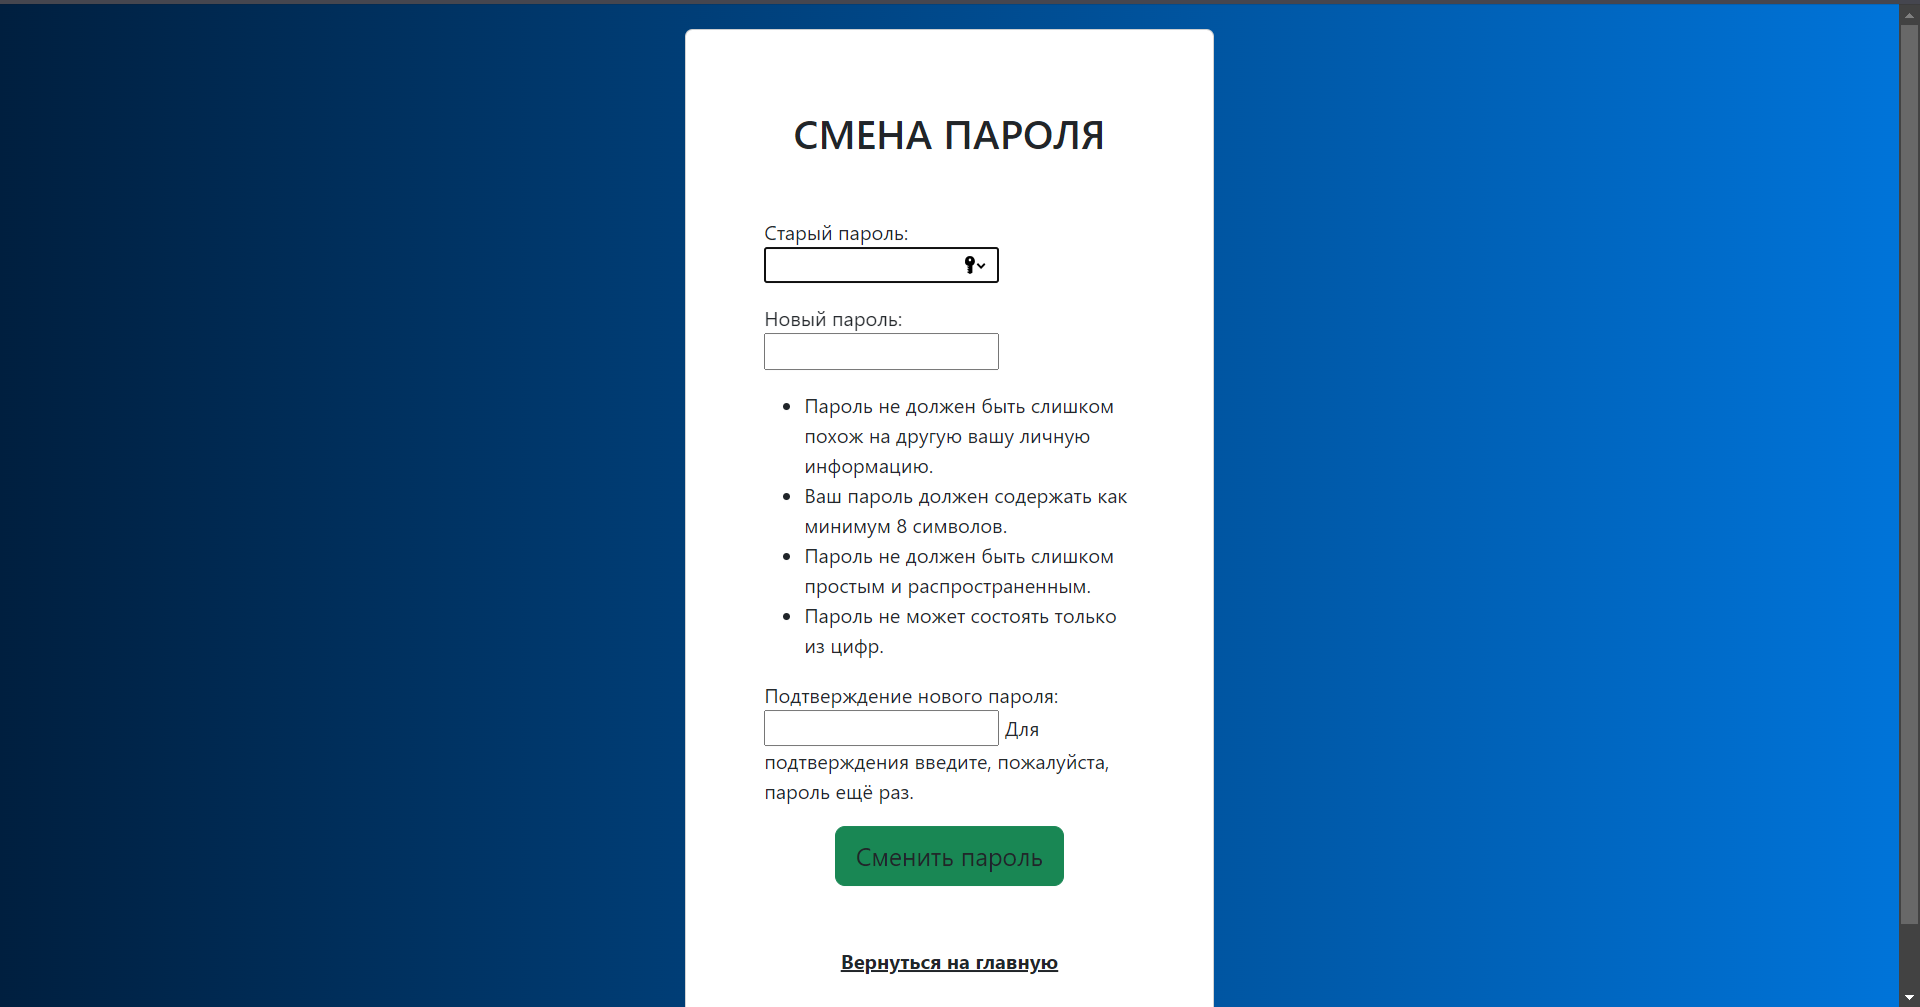 СМЕНА ПАРОЛЯ
Старый пароль:
Новый пароль:
• Пароль не должен быть слишком
похож на другую вашу личную
информацию.
• Ваш пароль должен содержать как
минимум 8 символов.
• Пароль не должен быть слишком
простым и распространенным.
• Пароль не может состоять только
из цифр.
Подтверждение нового пароля:
Для
подтверждения введите, пожалуйста,
пароль ещё раз.
Сменить пароль
Вернуться на главную